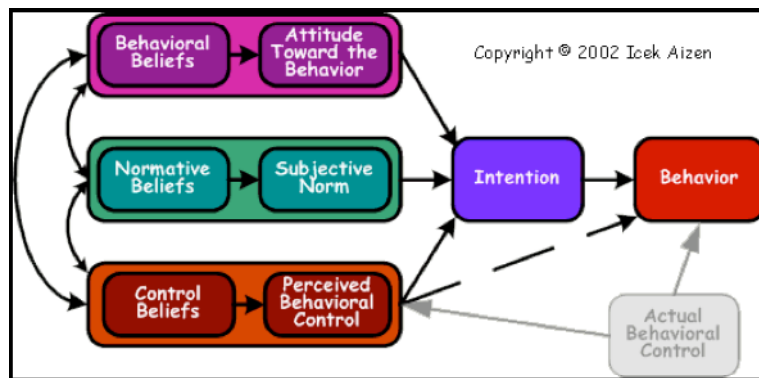 Behavioral
Beliefs
Attitude
Toward the
Behavior
Copyright © 2002 Icek Aizen
Normative
Beliefs
Subjective
Norm
Intention
Behavior
Control
Beliefs
Perceived
Behavioral
Control
Actual
Behavioral
Control